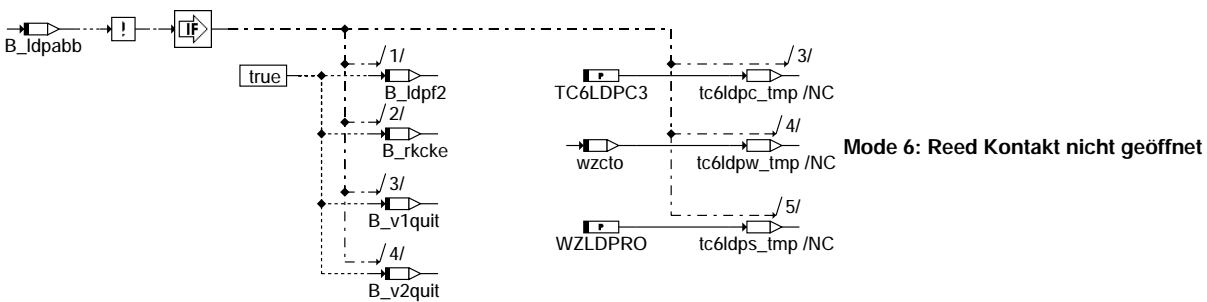 B_ldpabb
!
IF
1/
true
B_ldpf2
2/
B_rkcke
3/
B_v1quit
4/
B_v2quit
3/
P
TC6LDPC3
tc6ldpc_tmp /NC
4/
wzcto
tc6ldpw_tmp /NC
Mode 6: Reed Kontakt nicht geöffnet
5/
P
WZLDPRO
tc6ldps_tmp /NC